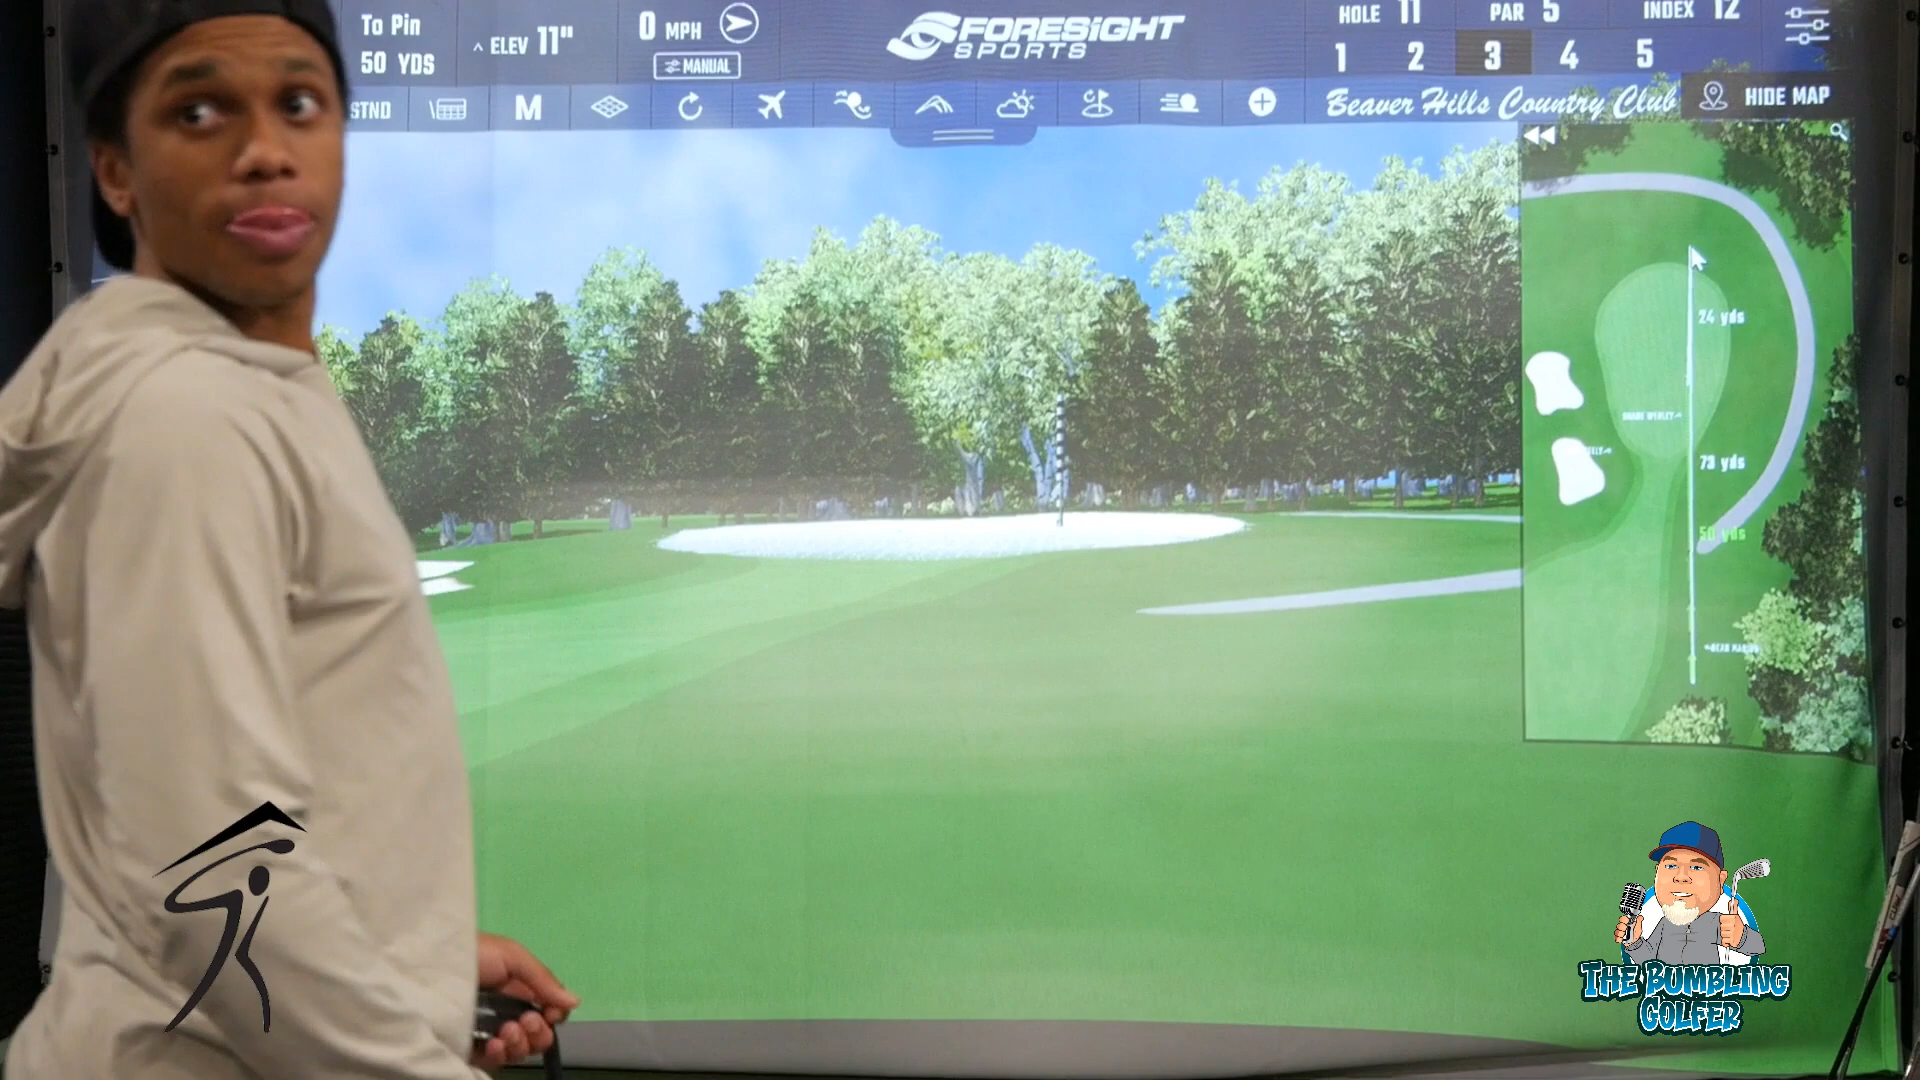 To Pin
50 YDS
ELEV 11"
0 MPH
MANUAL
FORESIGHT
SPORTS
HOLE 11 PAR 5 INDEX 12
1 2 3 4 5
STND
M
Beaver Hills Country Club
HIDE MAP
24 yds
73 yds
50 yds
THE BUMBLING
GOLFER